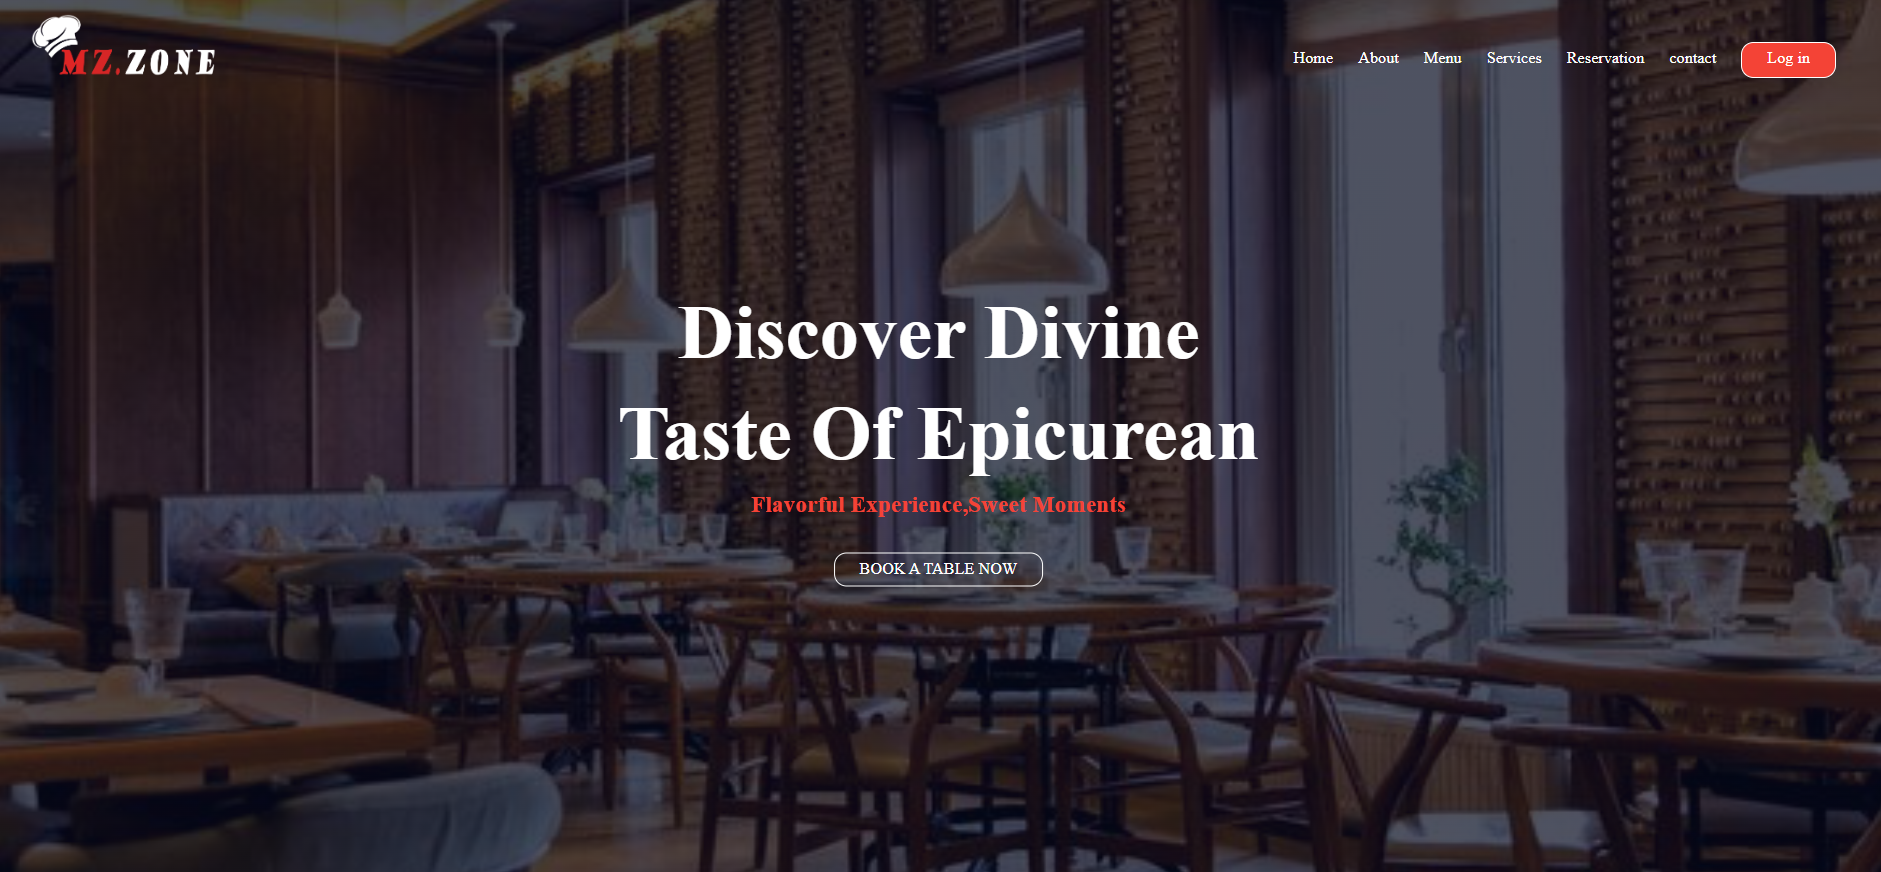 MZ.ZONE
Home About Menu Services Reservation contact Log in
Discover Divine
Taste Of Epicurean
Flavorful Experience,Sweet Moments
BOOK A TABLE NOW